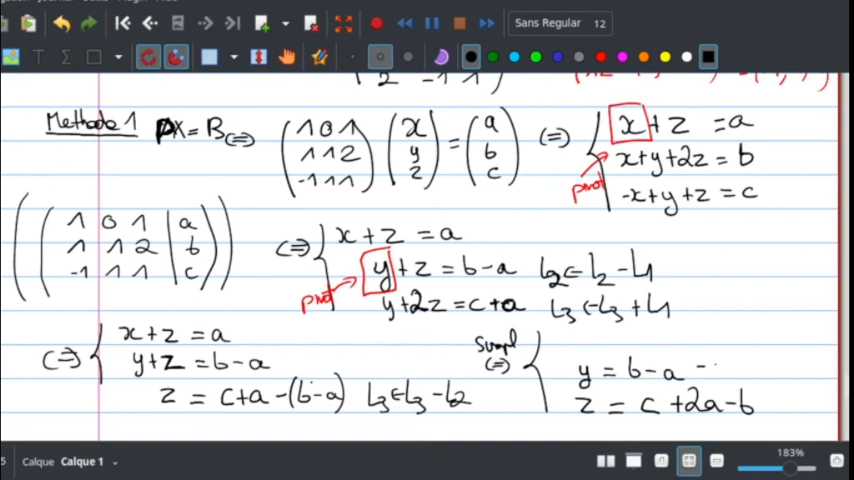 Sans Regular 12
Methode 1 PX = B <=> ( 1 0 1 / 1 1 2 / -1 1 1 ) ( x / y / z ) = ( a / b / c ) <=> { x + z = a
x + y + 2z = b
pivot
-x + y + z = c
( ( 1 0 1 | a
1 1 2 | b
-1 1 1 | c ) )
<=> { x + z = a
y + z = b - a L2 <- L2 - L1
pivot
y + 2z = c + a L3 <- L3 + L1
<=> { x + z = a
y + z = b - a
z = c + a - (b - a) L3 <- L3 - L2
<=> {
y = b - a - ..
z = c + 2a - b
Calque Calque 1
183%